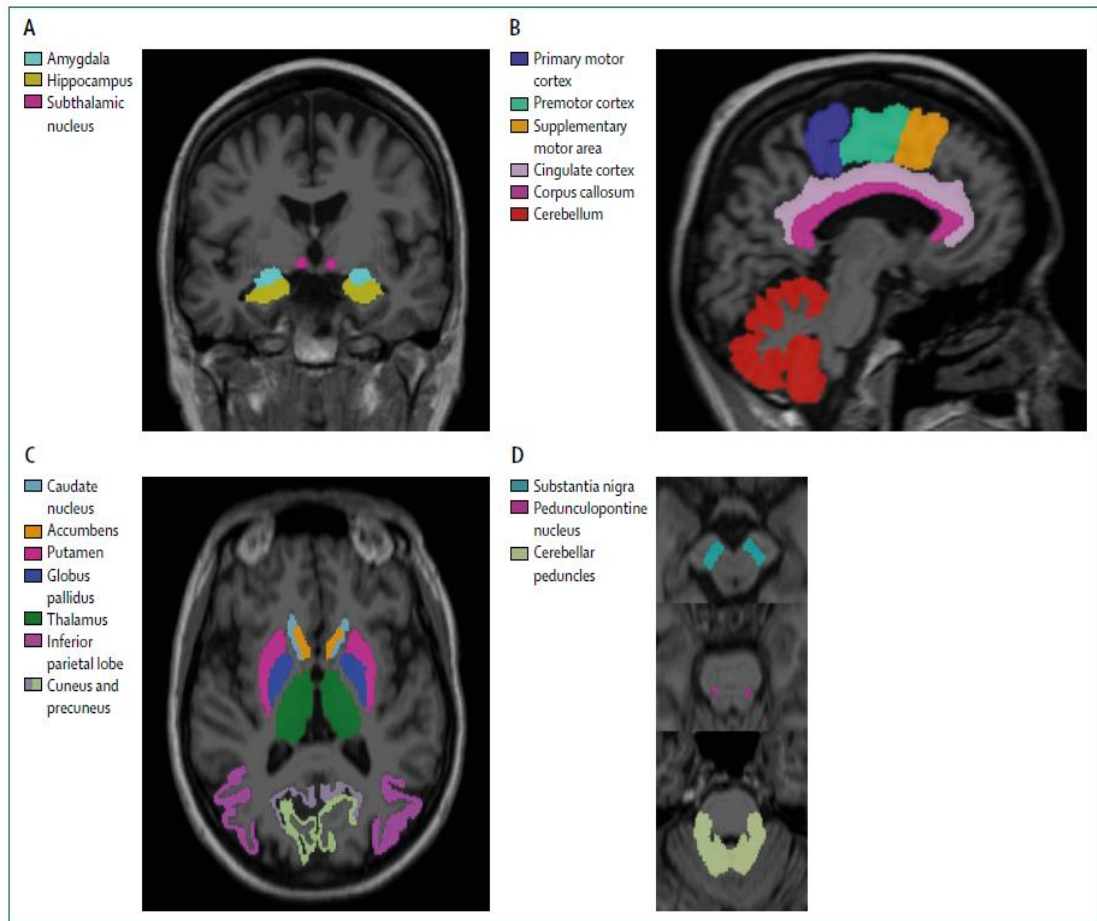 A
Amygdala
Hippocampus
Subthalamic
nucleus
B
Primary motor
cortex
Premotor cortex
Supplementary
motor area
Cingulate cortex
Corpus callosum
Cerebellum
C
Caudate
nucleus
Accumbens
Putamen
Globus
pallidus
Thalamus
Inferior
parietal lobe
Cuneus and
precuneus
D
Substantia nigra
Pedunculopontine
nucleus
Cerebellar
peduncles